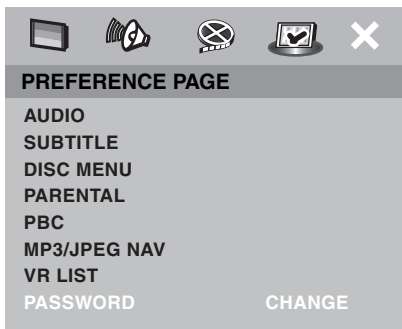 PREFERENCE PAGE
AUDIO
SUBTITLE
DISC MENU
PARENTAL
PBC
MP3/JPEG NAV
VR LIST
PASSWORD CHANGE